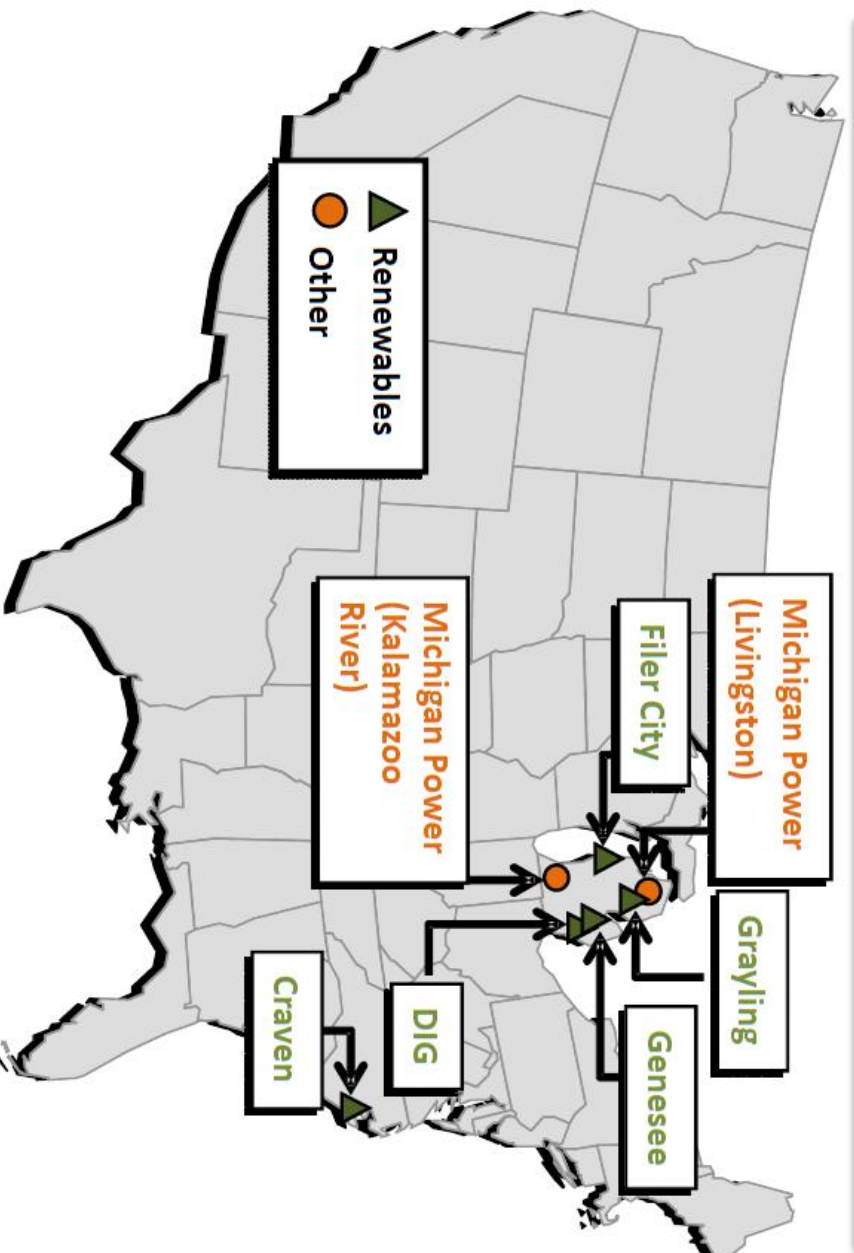 Michigan Power
(Livingston)
Grayling
Filer City
Genesee
Michigan Power
(Kalamazoo
River)
DIG
Craven
Renewables
Other